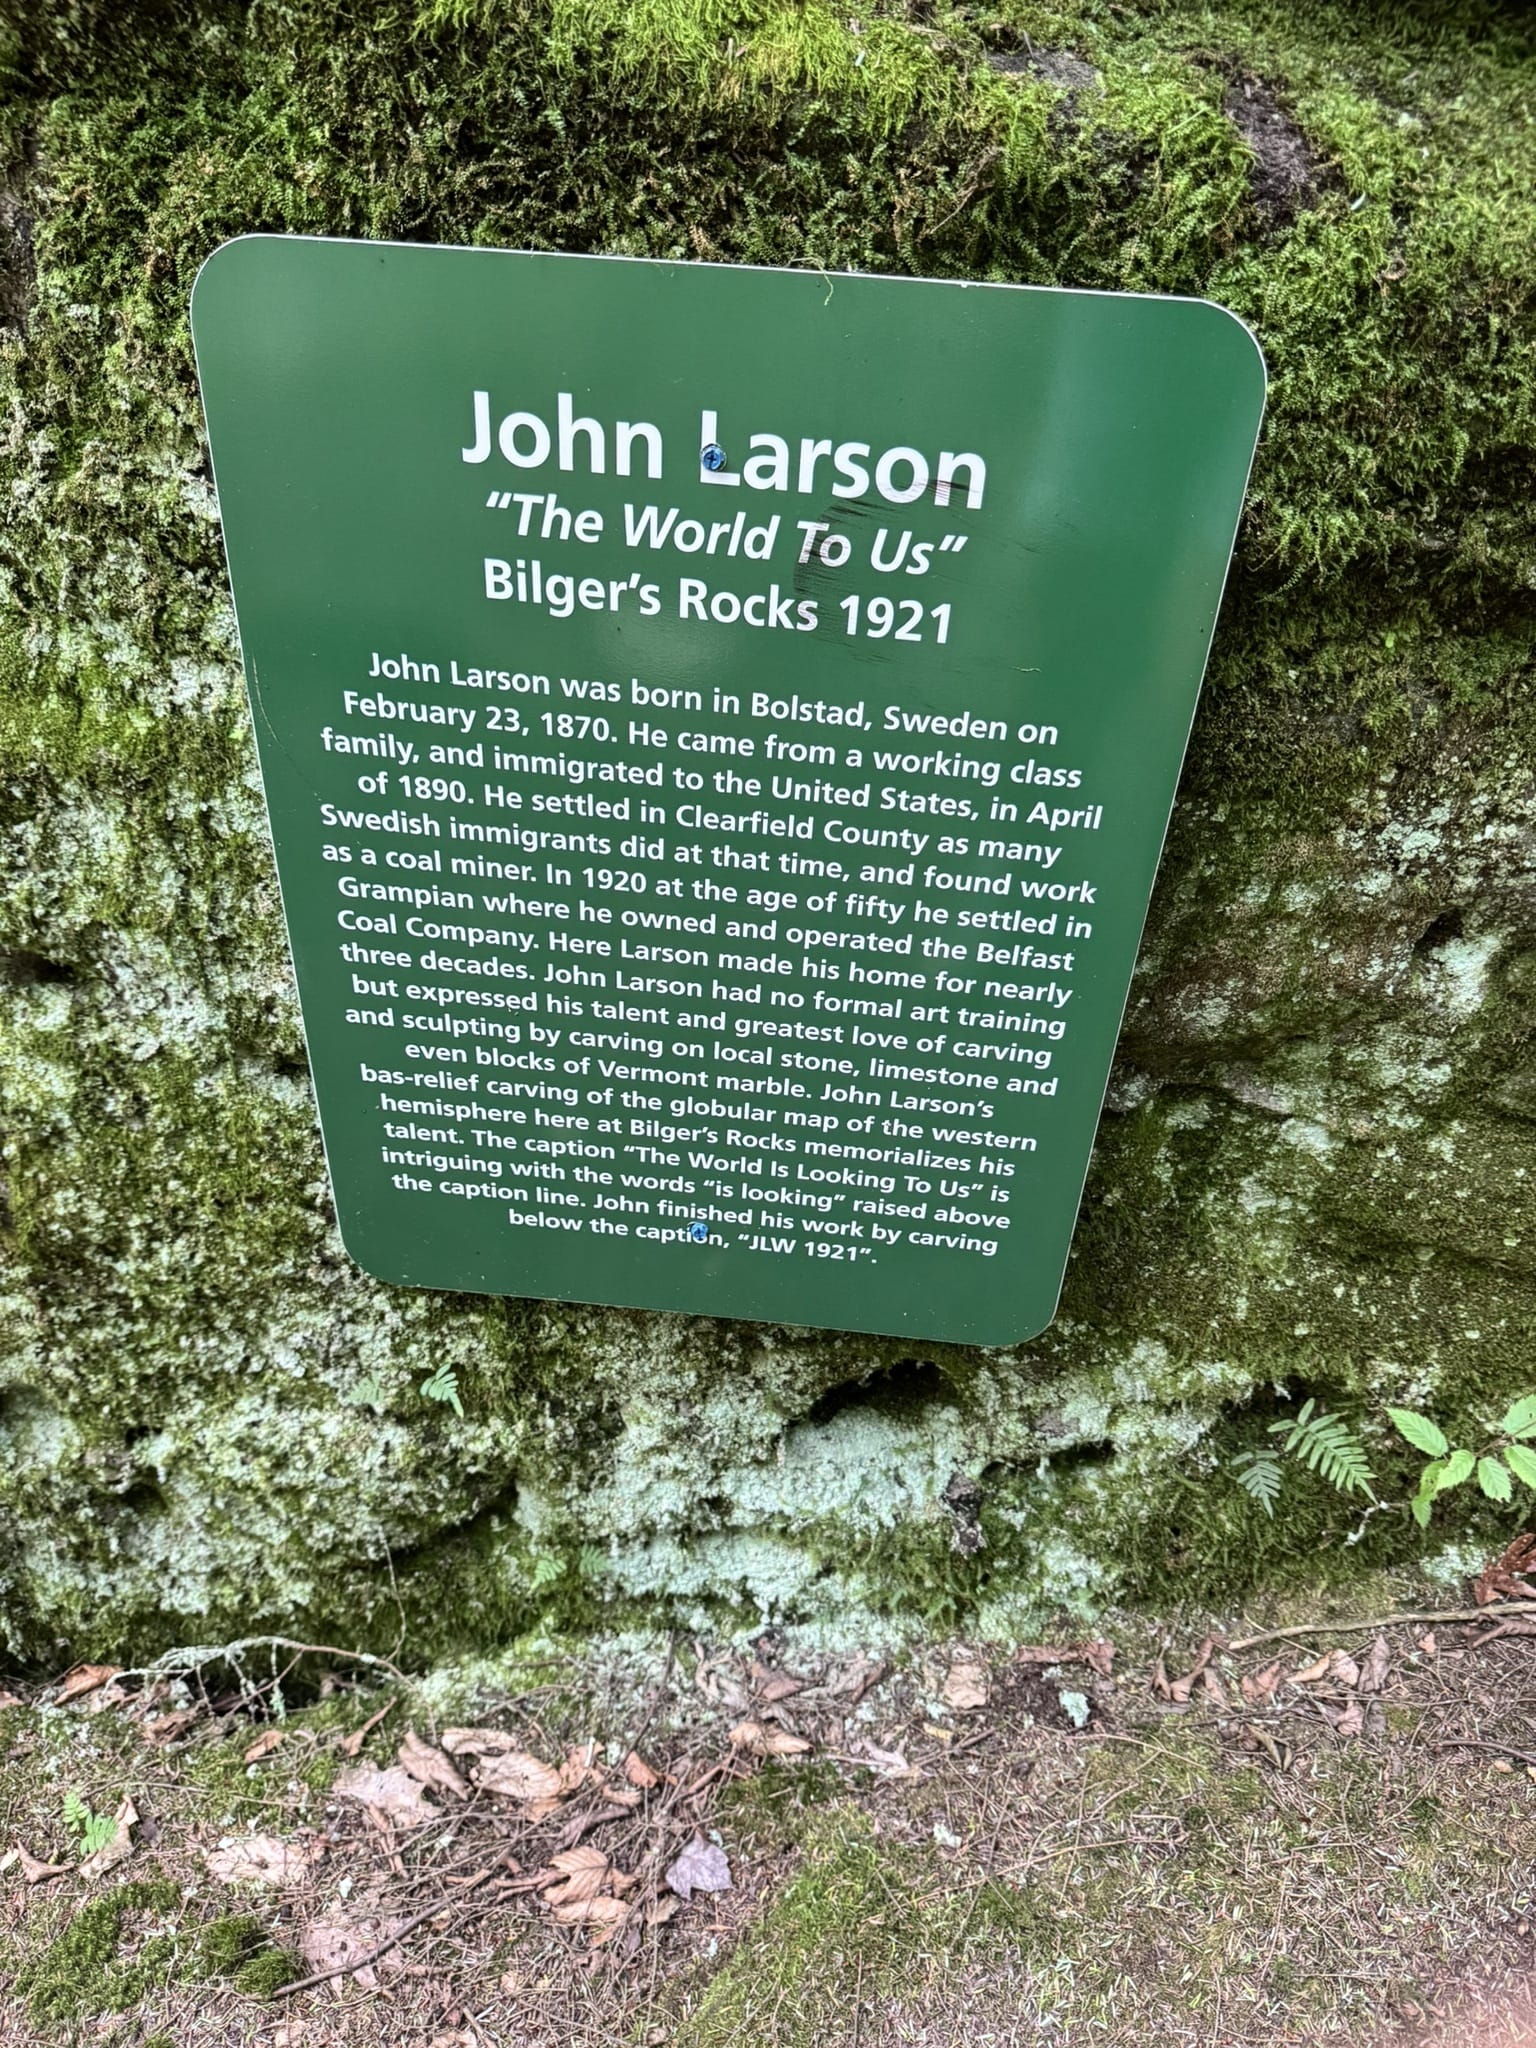 John Larson
“The World To Us”
Bilger’s Rocks 1921
John Larson was born in Bolstad, Sweden on
February 23, 1870. He came from a working class
family, and immigrated to the United States, in April
of 1890. He settled in Clearfield County as many
Swedish immigrants did at that time, and found work
as a coal miner. In 1920 at the age of fifty he settled in
Grampian where he owned and operated the Belfast
Coal Company. Here Larson made his home for nearly
three decades. John Larson had no formal art training
but expressed his talent and greatest love of carving
and sculpting by carving on local stone, limestone and
even blocks of Vermont marble. John Larson’s
bas-relief carving of the globular map of the western
hemisphere here at Bilger’s Rocks memorializes his
talent. The caption “The World Is Looking To Us” is
intriguing with the words “is looking” raised above
the caption line. John finished his work by carving
below the caption, “JLW 1921”.